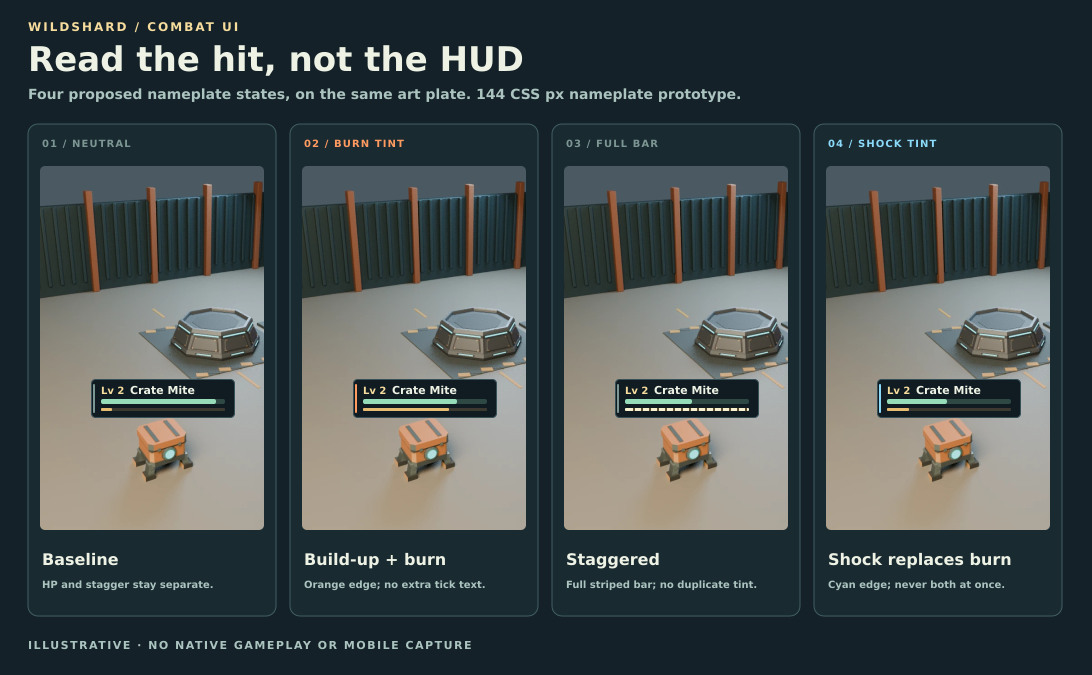 WILDSHARD / COMBAT UI
Read the hit, not the HUD
Four proposed nameplate states, on the same art plate. 144 CSS px nameplate prototype.
01 / NEUTRAL
Lv 2 Crate Mite
Baseline
HP and stagger stay separate.
02 / BURN TINT
Lv 2 Crate Mite
Build-up + burn
Orange edge; no extra tick text.
03 / FULL BAR
Lv 2 Crate Mite
Staggered
Full striped bar; no duplicate tint.
04 / SHOCK TINT
Lv 2 Crate Mite
Shock replaces burn
Cyan edge; never both at once.
ILLUSTRATIVE · NO NATIVE GAMEPLAY OR MOBILE CAPTURE